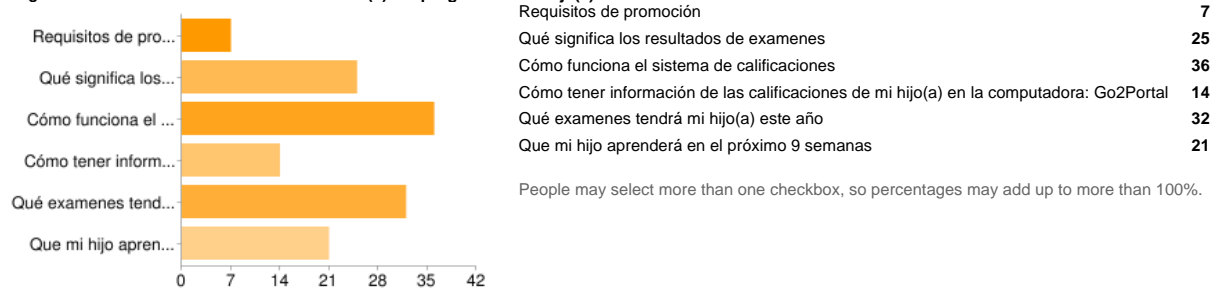 Requisitos de pro...
Qué significa los...
Cómo funciona el ...
Cómo tener inform...
Qué examenes tend...
Que mi hijo apren...
0 7 14 21 28 35 42
Requisitos de promoción 7
Qué significa los resultados de examenes 25
Cómo funciona el sistema de calificaciones 36
Cómo tener información de las calificaciones de mi hijo(a) en la computadora: Go2Portal 14
Qué examenes tendrá mi hijo(a) este año 32
Que mi hijo aprenderá en el próximo 9 semanas 21
People may select more than one checkbox, so percentages may add up to more than 100%.